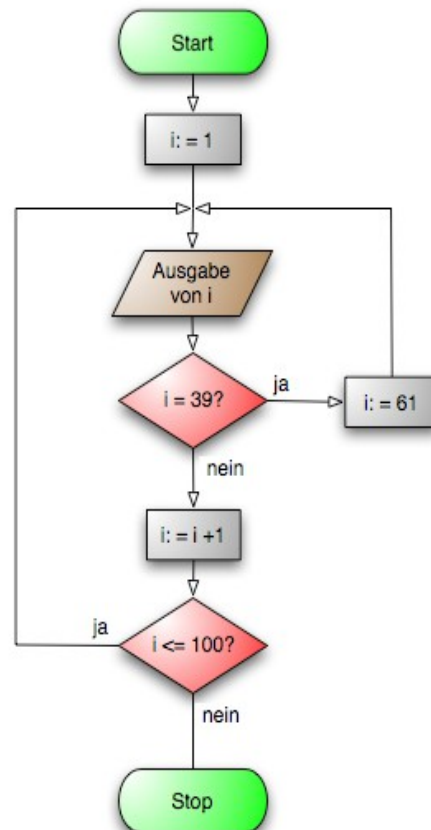 Start
i: = 1
Ausgabe
von i
i = 39?
ja
i: = 61
nein
i: = i +1
ja
i <= 100?
nein
Stop